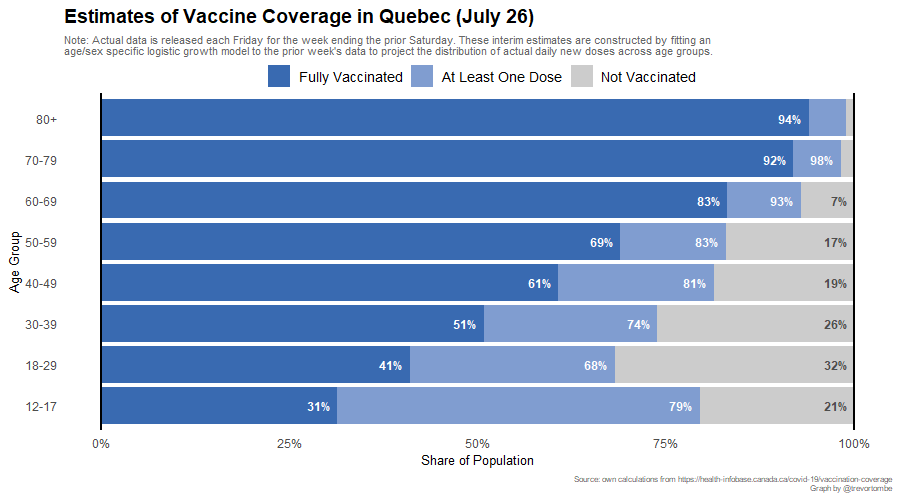 Estimates of Vaccine Coverage in Quebec (July 26)
Note: Actual data is released each Friday for the week ending the prior Saturday. These interim estimates are constructed by fitting an
age/sex specific logistic growth model to the prior week's data to project the distribution of actual daily new doses across age groups.
Fully Vaccinated At Least One Dose Not Vaccinated
80+ 94%
70-79 92% 98%
60-69 83% 93% 7%
50-59 69% 83% 17%
40-49 61% 81% 19%
30-39 51% 74% 26%
18-29 41% 68% 32%
12-17 31% 79% 21%
Age Group
0% 25% 50% 75% 100%
Share of Population
Source: own calculations from https://health-infobase.canada.ca/covid-19/vaccination-coverage
Graph by @trevortombe